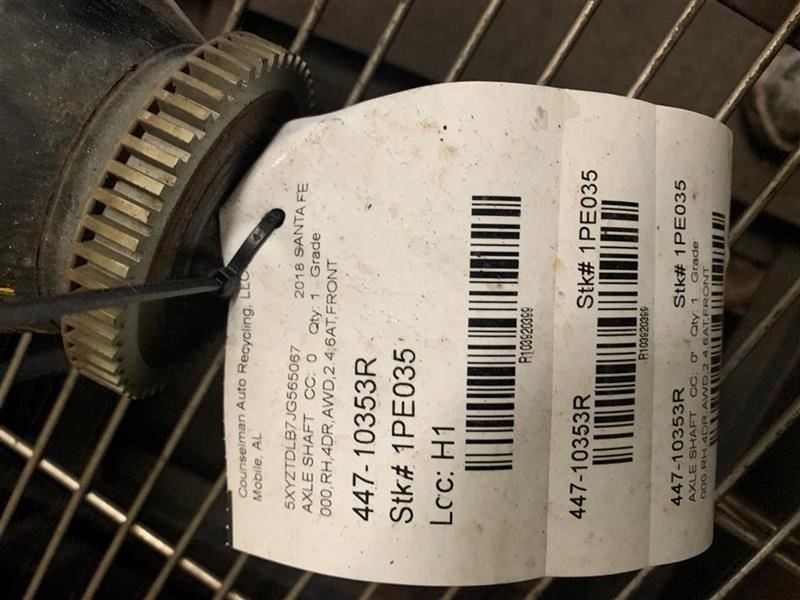 Counselman Auto Recycling, LLC
Mobile, AL
5XYZTDLB7JG565067 2018 SANTA FE
AXLE SHAFT CC: 0 Qty: 1 Grade
000,RH,4DR,AWD,2.4,6AT,FRONT
447-10353R
Stk# 1PE035
Loc: H1
R103920399
447-10353R Stk# 1PE035
R103920399
447-10353R Stk# 1PE035
AXLE SHAFT CC: 0 Qty: 1 Grade:
000,RH,4DR,AWD,2.4,6AT,FRONT